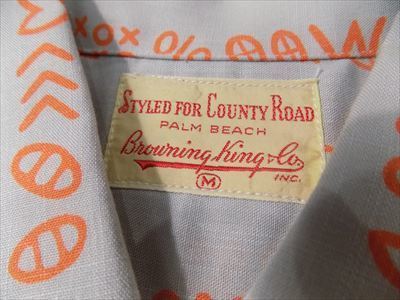 STYLED FOR COUNTY ROAD
PALM BEACH
Browning King & Co.
M
INC.